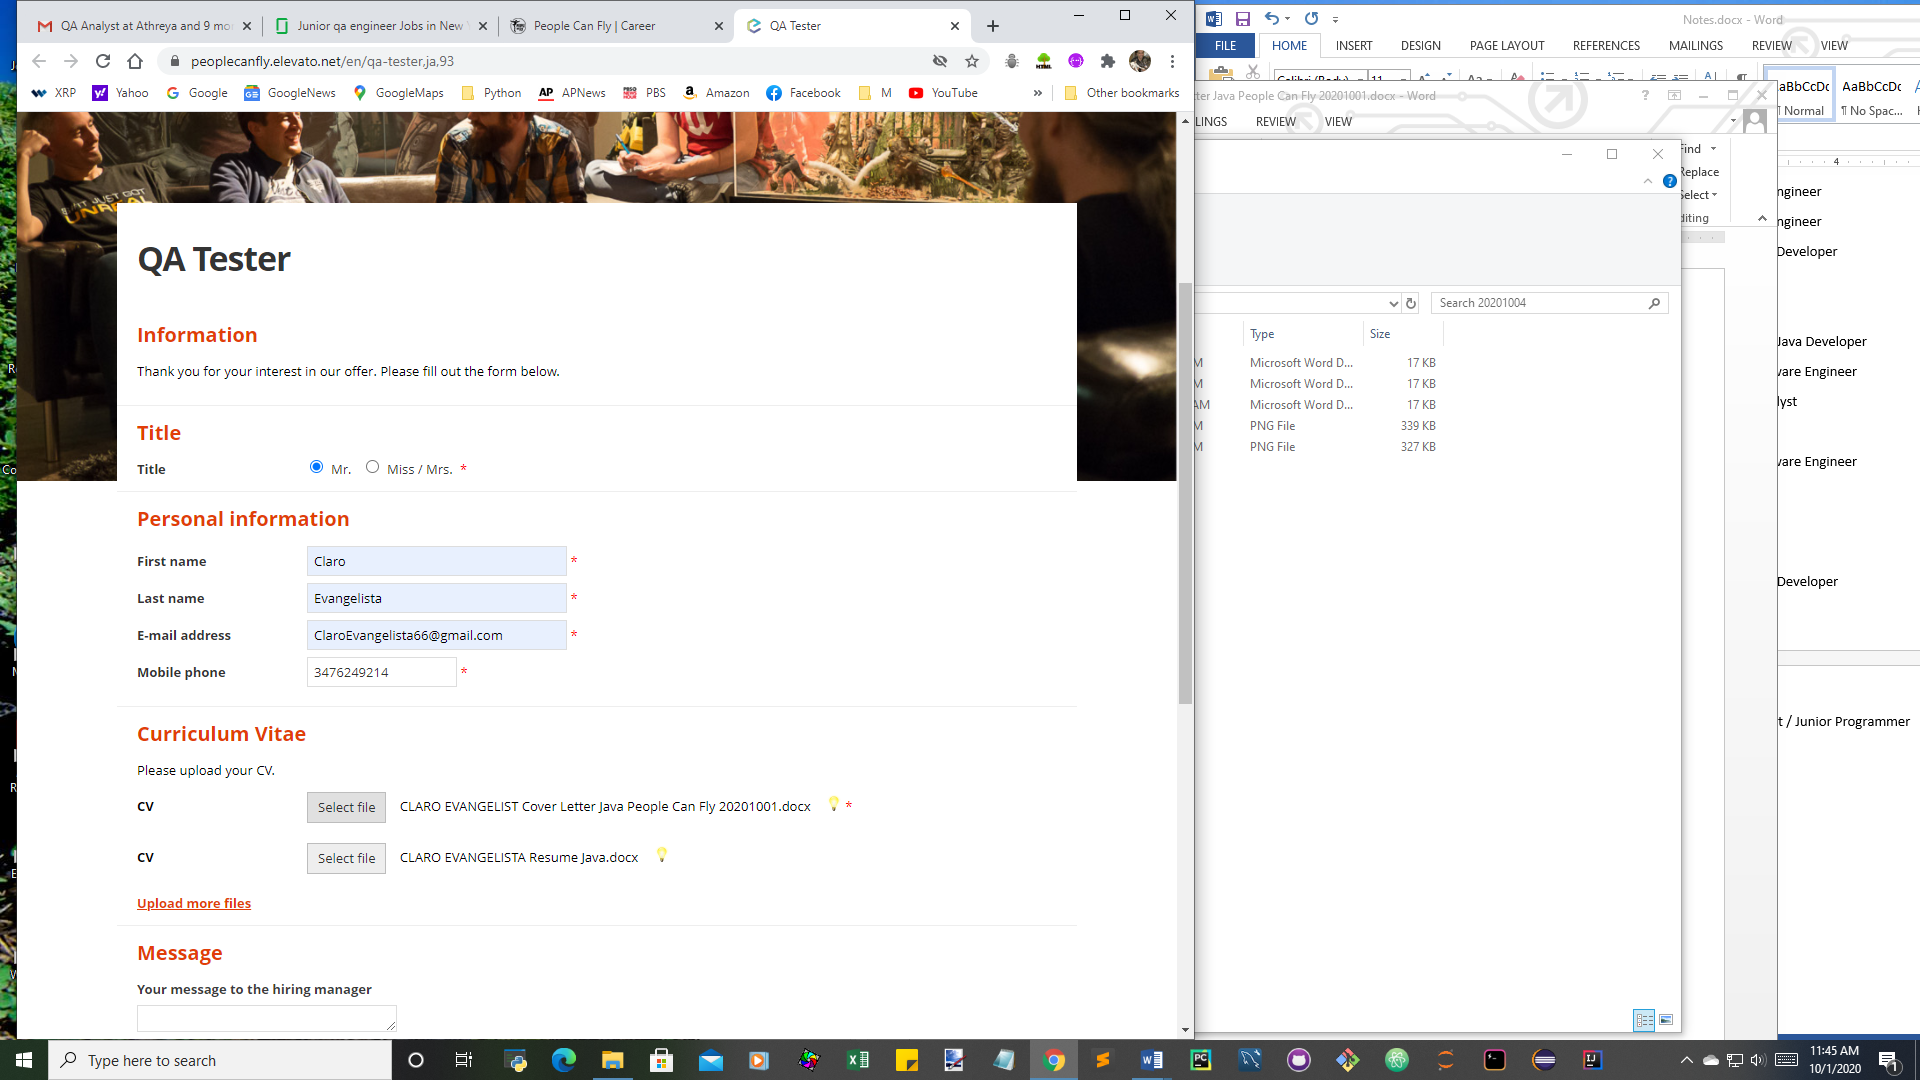 QA Analyst at Athreya and 9 mor
Junior qa engineer Jobs in New
People Can Fly | Career
QA Tester
peoplecanfly.elevato.net/en/qa-tester,ja,93
XRP
Yahoo
Google
GoogleNews
GoogleMaps
Python
APNews
PBS
Amazon
Facebook
M
YouTube
»
Other bookmarks
QA Tester
Information
Thank you for your interest in our offer. Please fill out the form below.
Title
Title
Mr.
Miss / Mrs. *
Personal information
First name
Claro
*
Last name
Evangelista
*
E-mail address
ClaroEvangelista66@gmail.com
*
Mobile phone
3476249214
*
Curriculum Vitae
Please upload your CV.
CV
Select file
CLARO EVANGELIST Cover Letter Java People Can Fly 20201001.docx
*
CV
Select file
CLARO EVANGELISTA Resume Java.docx
Upload more files
Message
Your message to the hiring manager
Notes.docx - Word
FILE
HOME
INSERT
DESIGN
PAGE LAYOUT
REFERENCES
MAILINGS
REVIEW
VIEW
Calibri (Body)
11
tter Java People Can Fly 20201001.docx - Word
LINGS
REVIEW
VIEW
aBbCcDc
¶ Normal
AaBbCcDc
¶ No Spac...
Find
Replace
Select
diting
4
Search 20201004
Type
Size
M
Microsoft Word D...
17 KB
M
Microsoft Word D...
17 KB
AM
Microsoft Word D...
17 KB
M
PNG File
339 KB
M
PNG File
327 KB
ngineer
ngineer
Developer
Java Developer
vare Engineer
lyst
vare Engineer
Developer
t / Junior Programmer
Type here to search
11:45 AM
10/1/2020
1